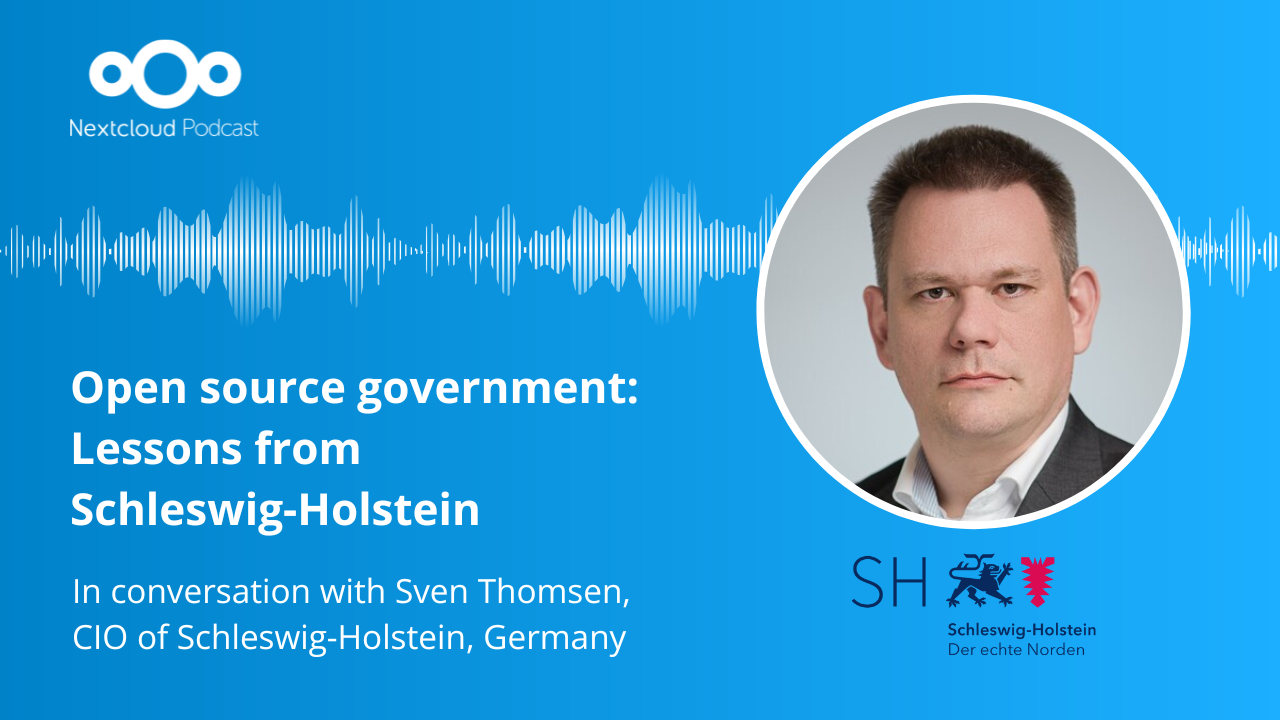 Nextcloud Podcast
Open source government:
Lessons from
Schleswig-Holstein
In conversation with Sven Thomsen,
CIO of Schleswig-Holstein, Germany
SH
Schleswig-Holstein
Der echte Norden